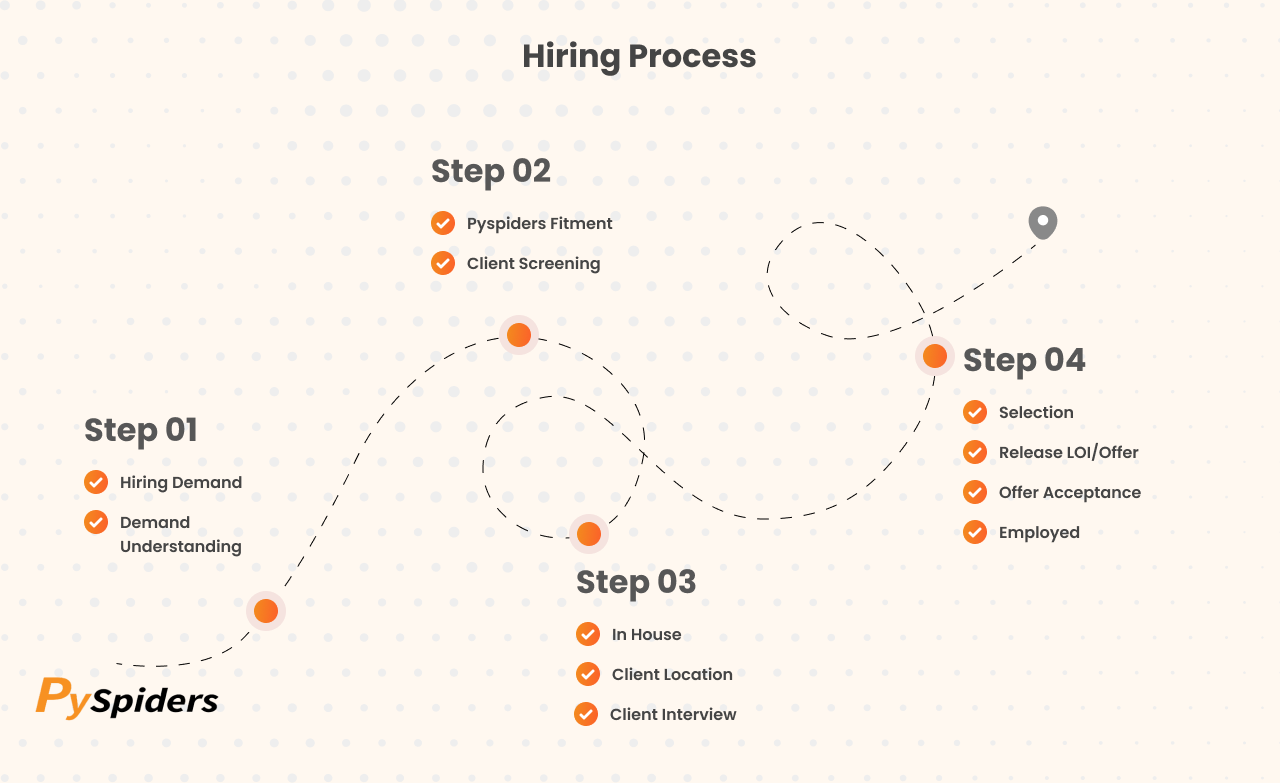 Hiring Process
Step 01
Hiring Demand
Demand
Understanding
Step 02
Pyspiders Fitment
Client Screening
Step 03
In House
Client Location
Client Interview
Step 04
Selection
Release LOI/Offer
Offer Acceptance
Employed
PySpiders